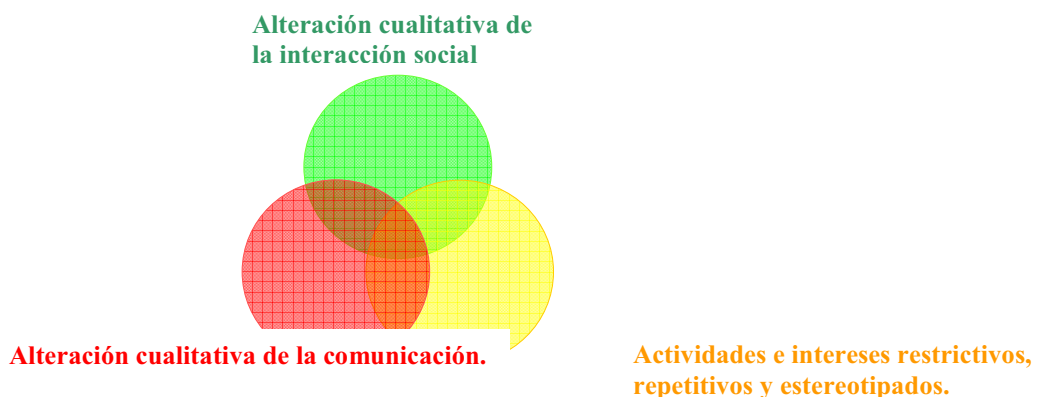 Alteración cualitativa de
la interacción social
Alteración cualitativa de la comunicación.
Actividades e intereses restrictivos,
repetitivos y estereotipados.